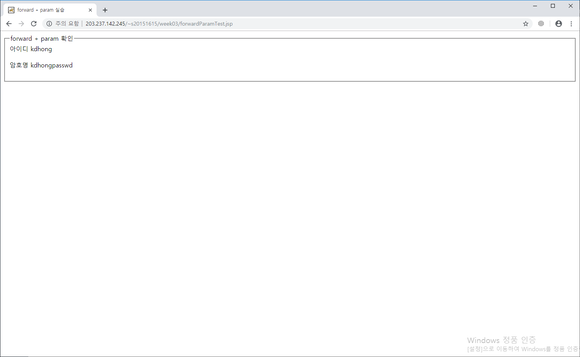 forward + param 실습
주의 요함 | 203.237.142.245/~s20151615/week05/forwardParamTest.jsp
forward + param 확인
아이디 kdhong
암호명 kdhongpasswd
Windows 정품 인증
[설정]으로 이동하여 Windows를 정품 인증